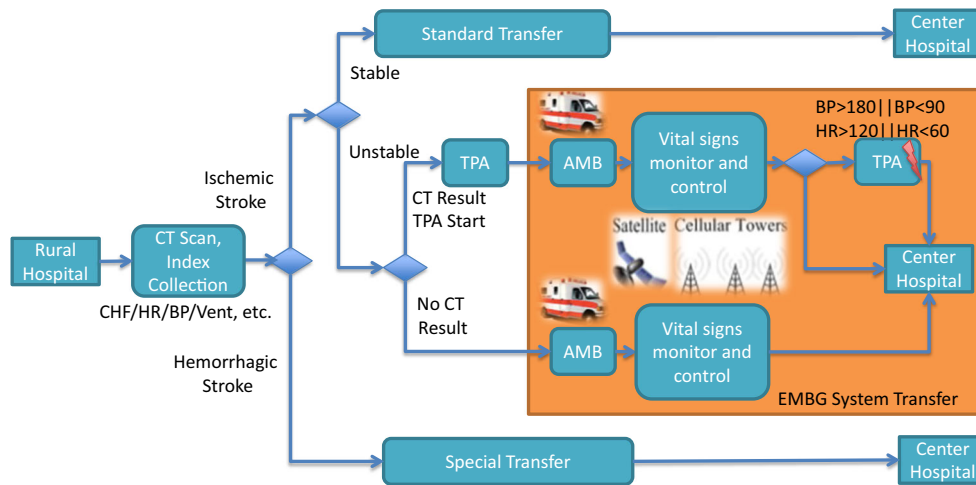 Standard Transfer
Center
Hospital
Stable
BP>180||BP<90
HR>120||HR<60
Unstable
TPA
AMB
Vital signs
monitor and
control
TPA
Ischemic
Stroke
CT Result
TPA Start
Satellite
Cellular Towers
Rural
Hospital
CT Scan,
Index
Collection
CHF/HR/BP/Vent, etc.
Center
Hospital
No CT
Result
AMB
Vital signs
monitor and
control
Hemorrhagic
Stroke
EMBG System Transfer
Special Transfer
Center
Hospital